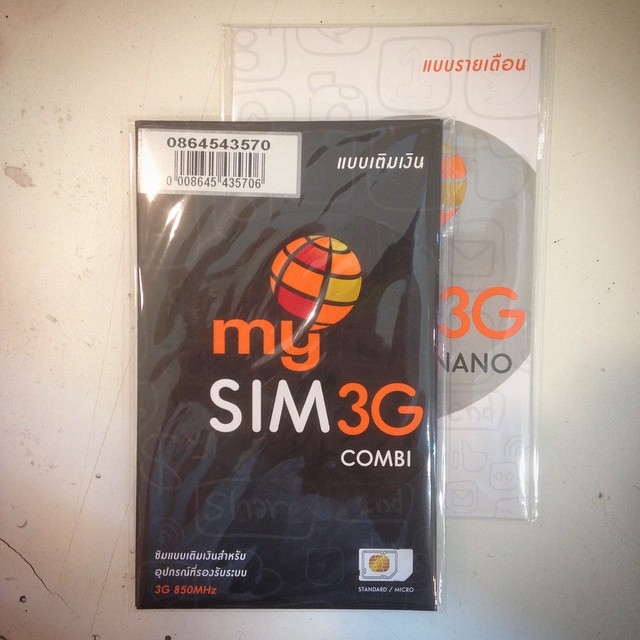 แบบรายเดือน
0864543570
0 008645 435706
แบบเติมเงิน
my
SIM 3G
COMBI
3G
NANO
ซิมแบบเติมเงินสำหรับ
อุปกรณ์ที่รองรับระบบ
3G 850MHz
STANDARD / MICRO